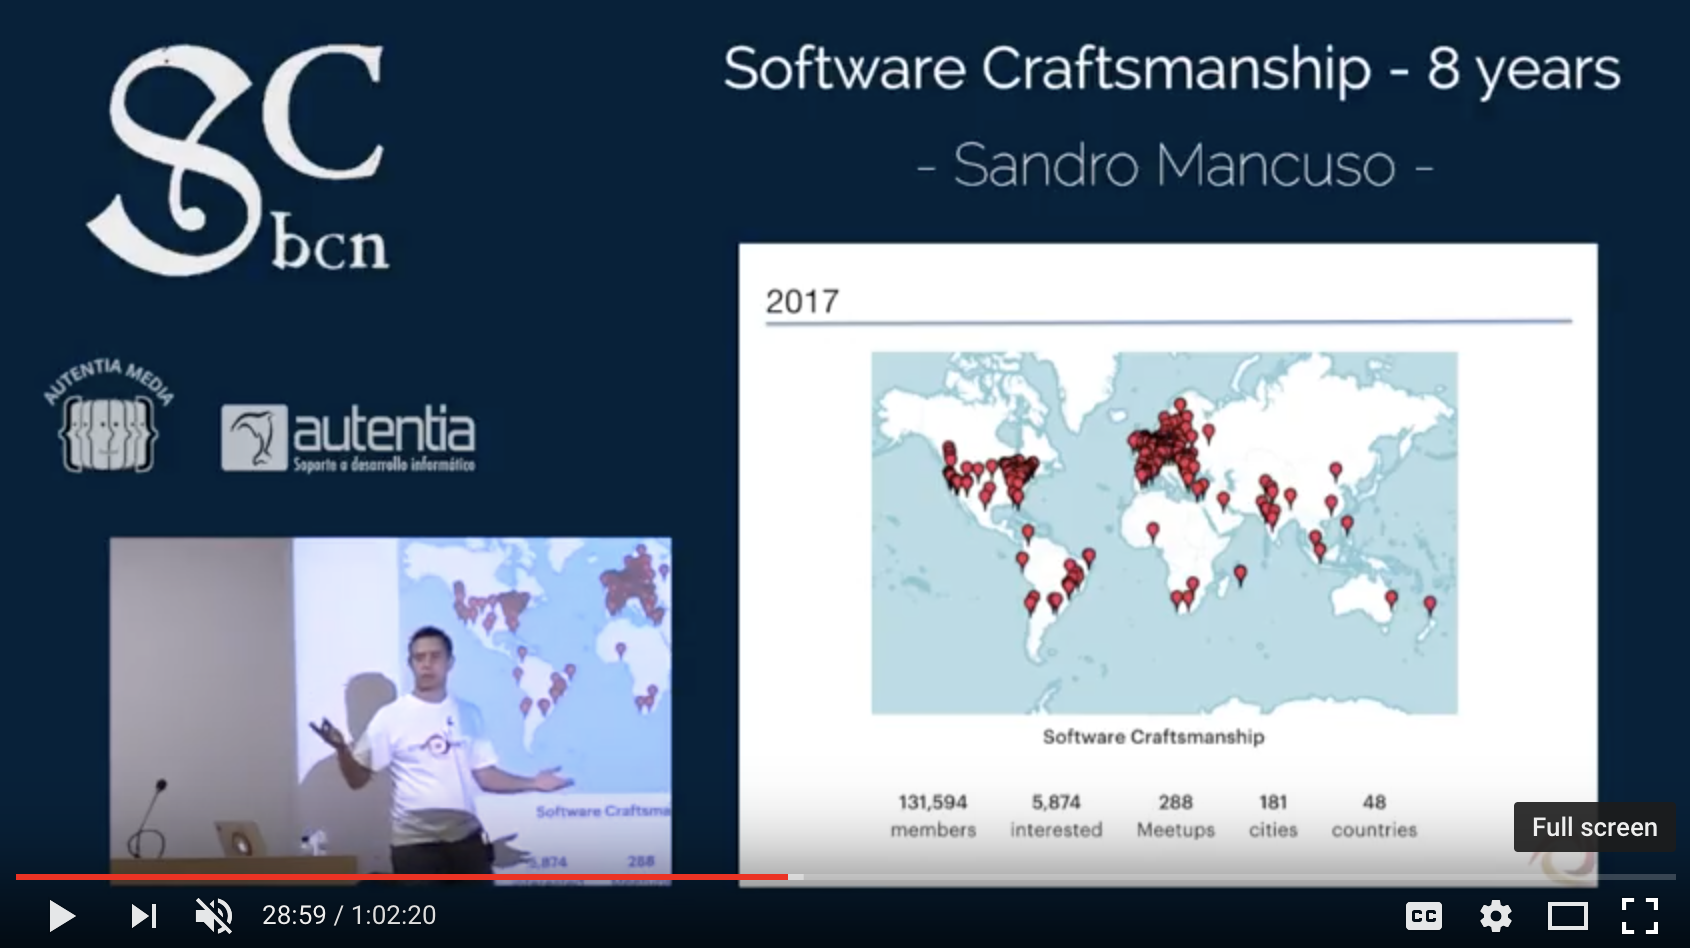 SC
bcn
Software Craftsmanship - 8 years
- Sandro Mancuso -
AUTENTIA MEDIA
autentia
Soporte a desarrollo informático
2017
Software Craftsmanship
131,594 5,874 288 181 48
members interested Meetups cities countries
Software Craftsma
5,874 288
Full screen
28:59 / 1:02:20
CC